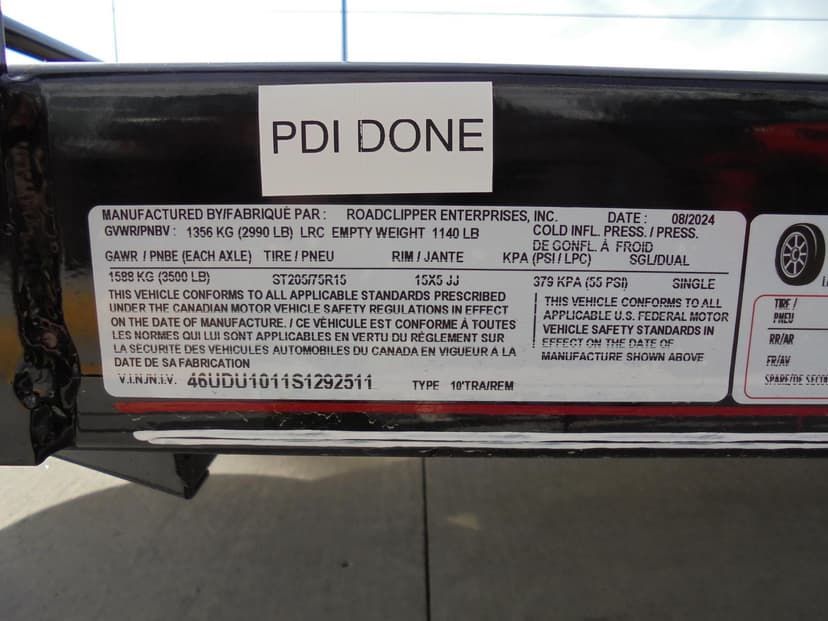 PDI DONE
MANUFACTURED BY/FABRIQUÉ PAR : ROADCLIPPER ENTERPRISES, INC. DATE : 08/2024
GVWR/PNBV : 1356 KG (2990 LB) LRC EMPTY WEIGHT 1140 LB COLD INFL. PRESS. / PRESS.
DE GONFL. À FROID
GAWR / PNBE (EACH AXLE) TIRE / PNEU RIM / JANTE KPA (PSI / LPC) SGL/DUAL
1588 KG (3500 LB) ST205/75R15 15X5 JJ 379 KPA (55 PSI) SINGLE
THIS VEHICLE CONFORMS TO ALL APPLICABLE STANDARDS PRESCRIBED
UNDER THE CANADIAN MOTOR VEHICLE SAFETY REGULATIONS IN EFFECT
ON THE DATE OF MANUFACTURE. / CE VÉHICULE EST CONFORME À TOUTES
LES NORMES QUI LUI SONT APPLICABLES EN VERTU DU RÈGLEMENT SUR
LA SÉCURITÉ DES VÉHICULES AUTOMOBILES DU CANADA EN VIGUEUR A LA
DATE DE SA FABRICATION
THIS VEHICLE CONFORMS TO ALL
APPLICABLE U.S. FEDERAL MOTOR
VEHICLE SAFETY STANDARDS IN
EFFECT ON THE DATE OF
MANUFACTURE SHOWN ABOVE
V.I.N./N.I.V. 46UDU1011S1292511 TYPE 10'TRA/REM
TIRE /
PNEU
RR/AR
FR/AV
SPARE/DE